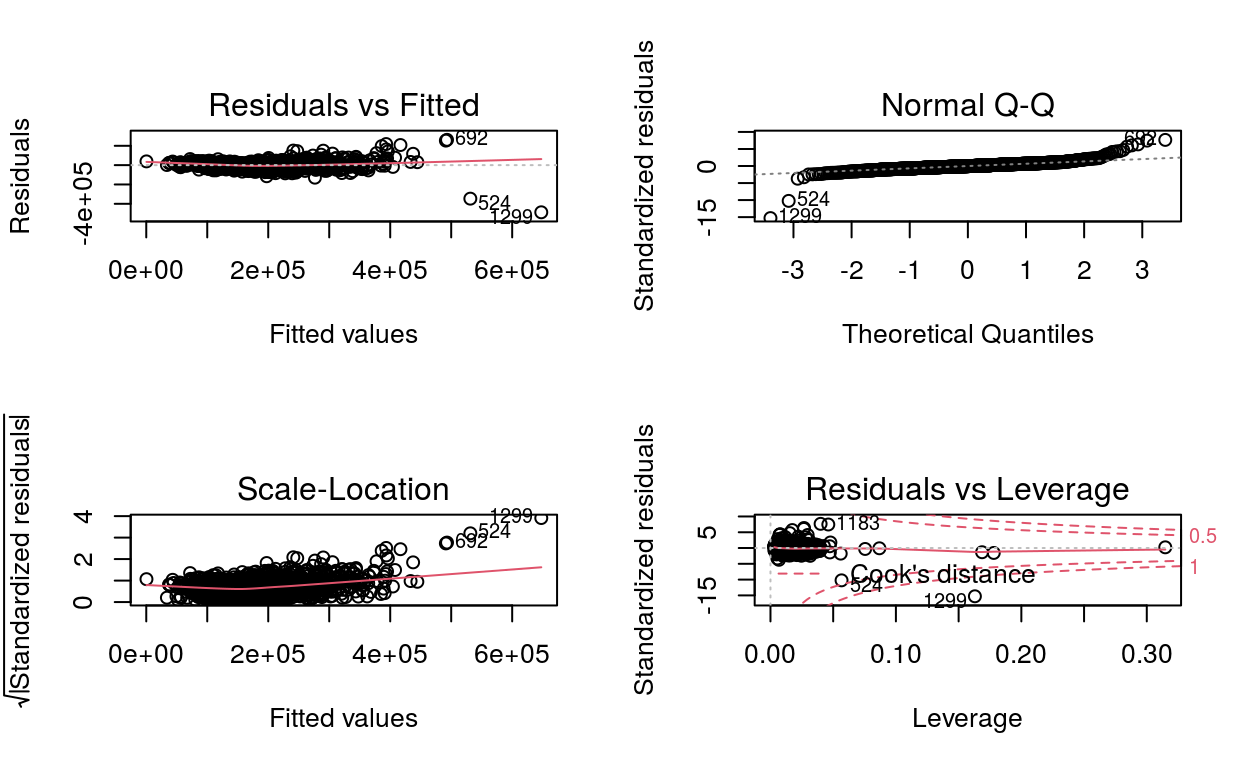 Residuals vs Fitted
Residuals
-4e+05
692
524
1299
0e+00 2e+05 4e+05 6e+05
Fitted values
Normal Q-Q
Standardized residuals
0
-15
692
524
1299
-3 -2 -1 0 1 2 3
Theoretical Quantiles
Scale-Location
√|Standardized residuals|
4
2
0
1299
524
692
0e+00 2e+05 4e+05 6e+05
Fitted values
Residuals vs Leverage
Standardized residuals
5
-15
1183
0.5
1
Cook's distance
524
1299
0.00 0.10 0.20 0.30
Leverage